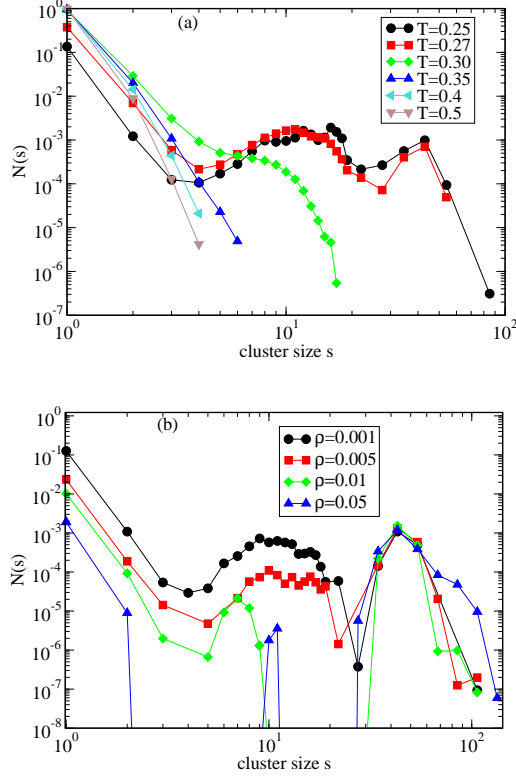 (a)
T=0.25
T=0.27
T=0.30
T=0.35
T=0.4
T=0.5
10^0
10^-1
10^-2
10^-3
10^-4
10^-5
10^-6
10^-7
N(s)
10^0 10^1 10^2
cluster size s
(b)
ρ=0.001
ρ=0.005
ρ=0.01
ρ=0.05
10^0
10^-1
10^-2
10^-3
10^-4
10^-5
10^-6
10^-7
10^-8
N(s)
10^0 10^1 10^2
cluster size s